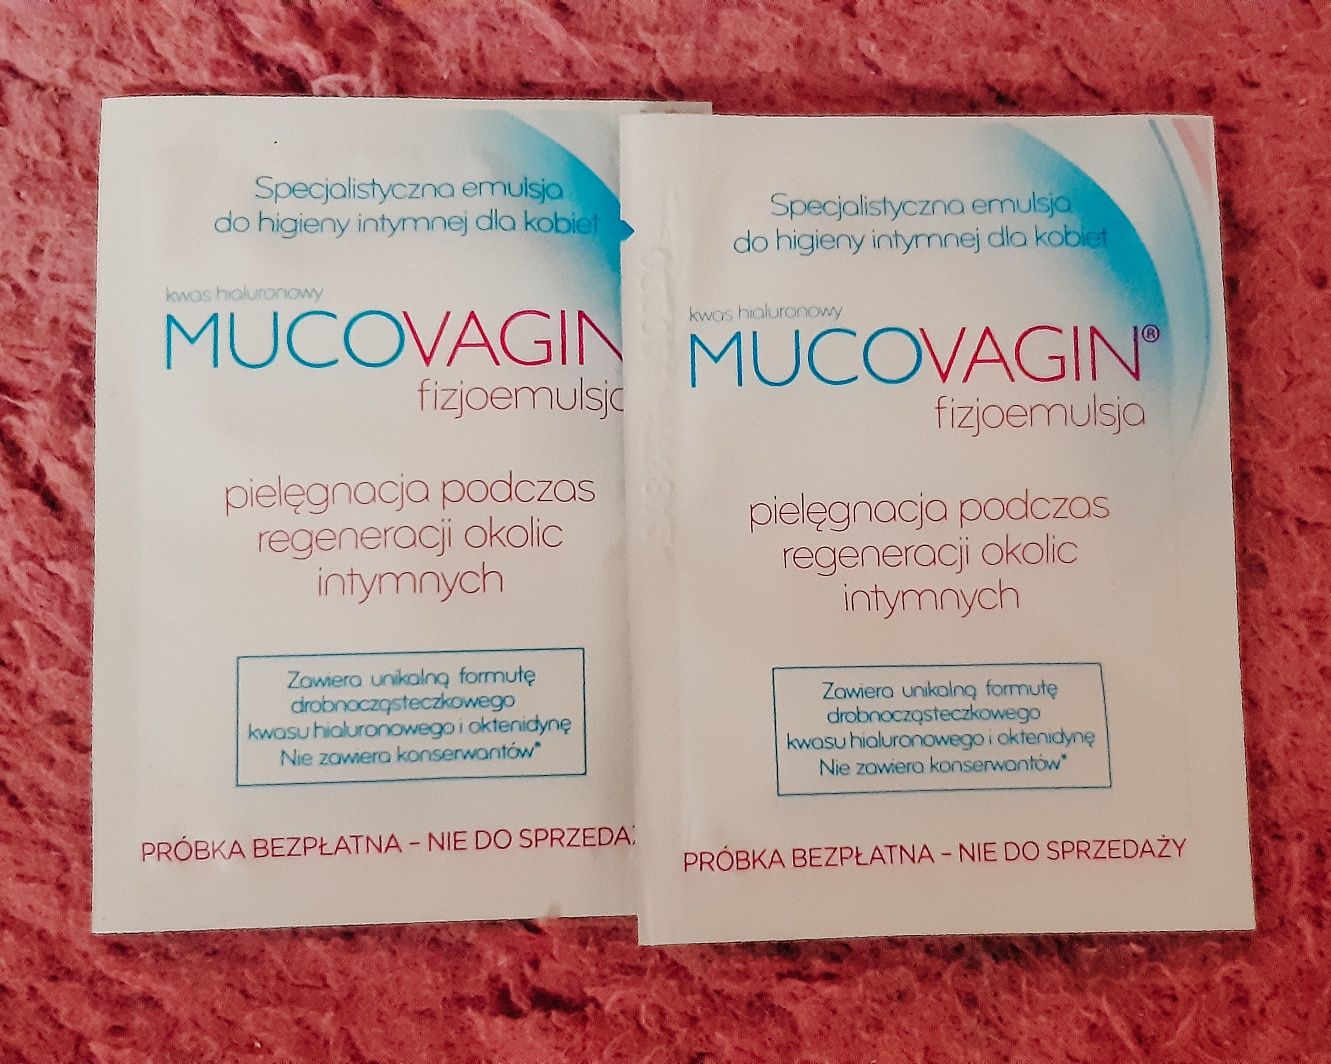 Specjalistyczna emulsja
do higieny intymnej dla kobiet
kwas hialuronowy
MUCOVAGIN
fizjoemulsja
pielęgnacja podczas
regeneracji okolic
intymnych
Zawiera unikalną formułę
drobnocząsteczkowego
kwasu hialuronowego i oktenidynę
Nie zawiera konserwantów*
PRÓBKA BEZPŁATNA – NIE DO SPRZEDAŻ
Specjalistyczna emulsja
do higieny intymnej dla kobiet
kwas hialuronowy
MUCOVAGIN®
fizjoemulsja
pielęgnacja podczas
regeneracji okolic
intymnych
Zawiera unikalną formułę
drobnocząsteczkowego
kwasu hialuronowego i oktenidynę
Nie zawiera konserwantów*
PRÓBKA BEZPŁATNA – NIE DO SPRZEDAŻY